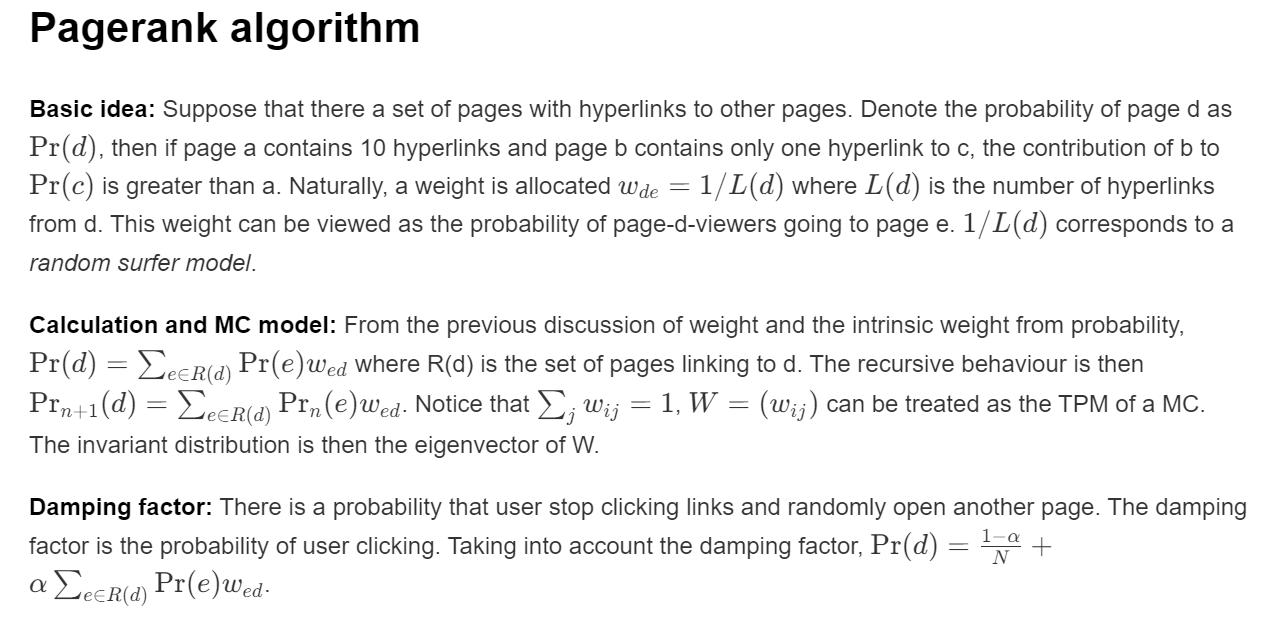 Pagerank algorithm
Basic idea: Suppose that there a set of pages with hyperlinks to other pages. Denote the probability of page d as
Pr(d), then if page a contains 10 hyperlinks and page b contains only one hyperlink to c, the contribution of b to
Pr(c) is greater than a. Naturally, a weight is allocated w_{de} = 1/L(d) where L(d) is the number of hyperlinks
from d. This weight can be viewed as the probability of page-d-viewers going to page e. 1/L(d) corresponds to a
random surfer model.
Calculation and MC model: From the previous discussion of weight and the intrinsic weight from probability,
Pr(d) = ∑_{e∈R(d)} Pr(e)w_{ed} where R(d) is the set of pages linking to d. The recursive behaviour is then
Pr_{n+1}(d) = ∑_{e∈R(d)} Pr_n(e)w_{ed}. Notice that ∑_j w_{ij} = 1, W = (w_{ij}) can be treated as the TPM of a MC.
The invariant distribution is then the eigenvector of W.
Damping factor: There is a probability that user stop clicking links and randomly open another page. The damping
factor is the probability of user clicking. Taking into account the damping factor, Pr(d) = \frac{1−α}{N} +
α ∑_{e∈R(d)} Pr(e)w_{ed}.